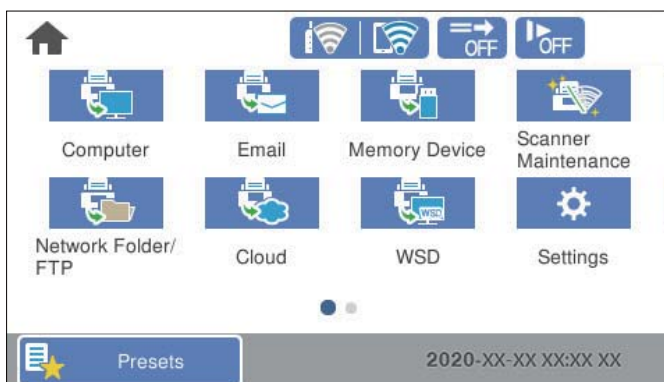 OFF
OFF
Computer
Email
Memory Device
Scanner
Maintenance
Network Folder/
FTP
Cloud
WSD
WSD
Settings
Presets
2020-XX-XX XX:XX XX